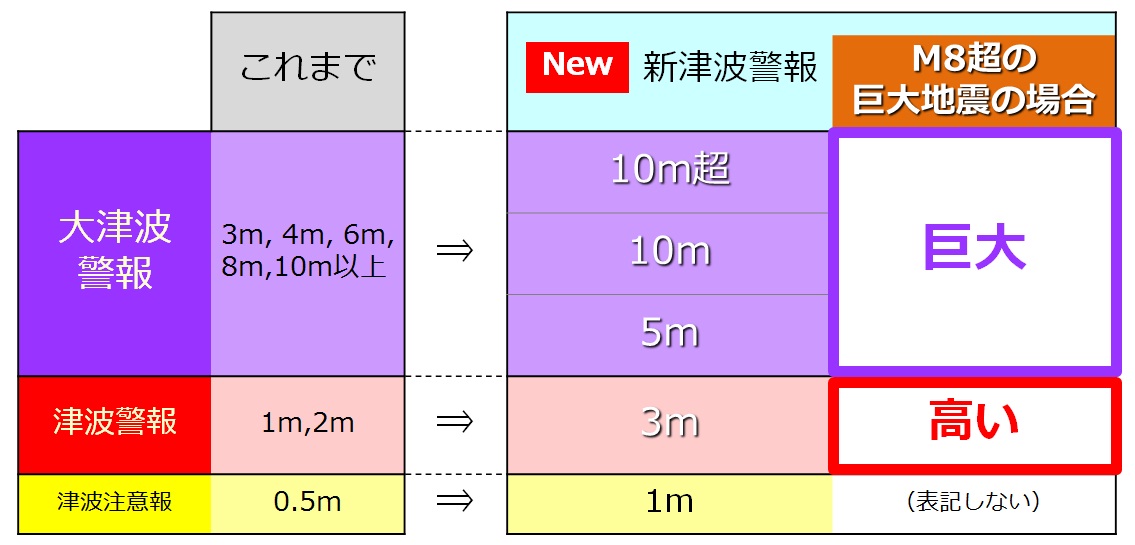 これまで
New 新津波警報
M8超の
巨大地震の場合
大津波
警報
3m, 4m, 6m,
8m,10m以上
⇒
10m超
10m
5m
巨大
津波警報
1m,2m
⇒
3m
高い
津波注意報
0.5m
⇒
1m
（表記しない）